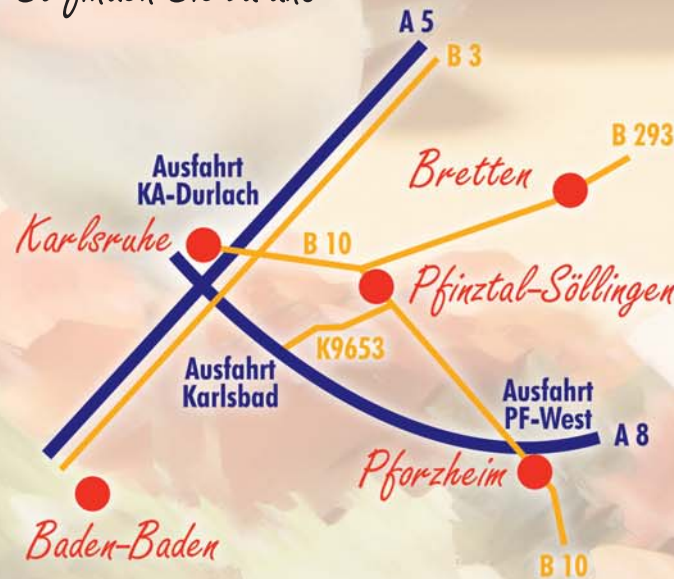 A 5
B 3
B 293
Ausfahrt
KA-Durlach
Bretten
Karlsruhe
B 10
Pfinztal-Söllingen
K9653
Ausfahrt
Karlsbad
Ausfahrt
PF-West
A 8
Pforzheim
Baden-Baden
B 10